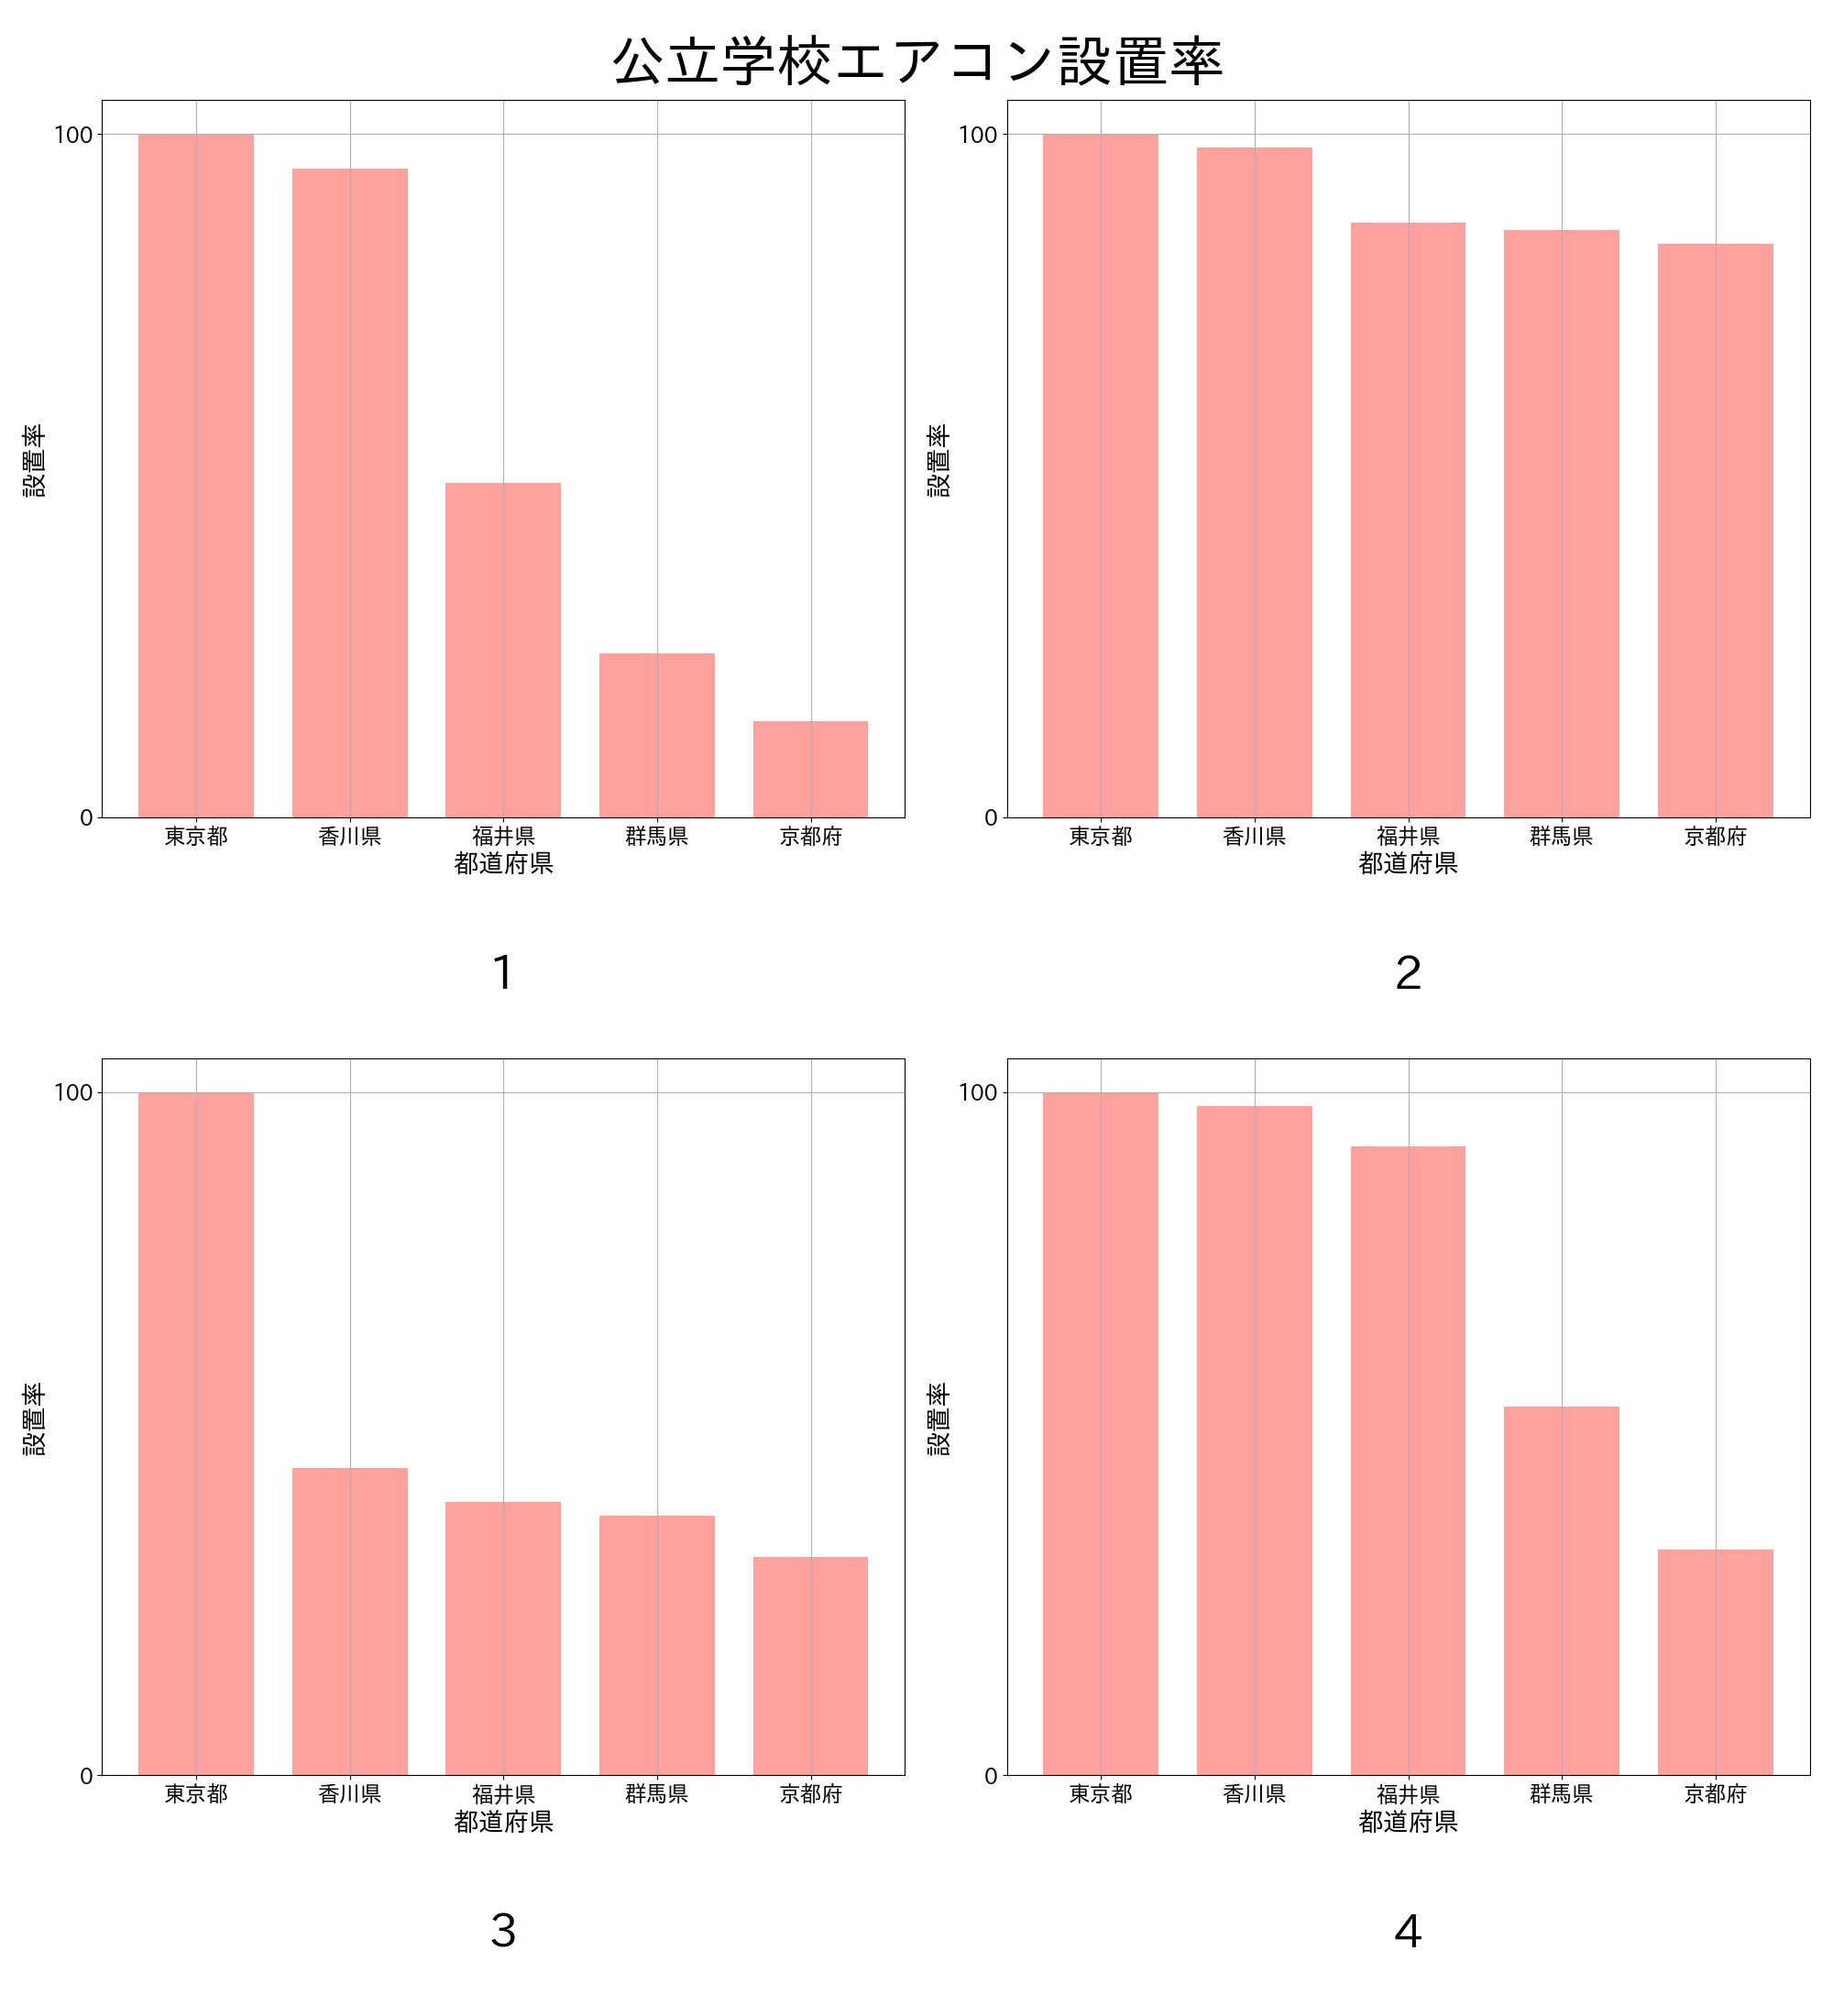 公立学校エアコン設置率
100
0
設置率
東京都 香川県 福井県 群馬県 京都府
都道府県
1
100
0
設置率
東京都 香川県 福井県 群馬県 京都府
都道府県
2
100
0
設置率
東京都 香川県 福井県 群馬県 京都府
都道府県
3
100
0
設置率
東京都 香川県 福井県 群馬県 京都府
都道府県
4